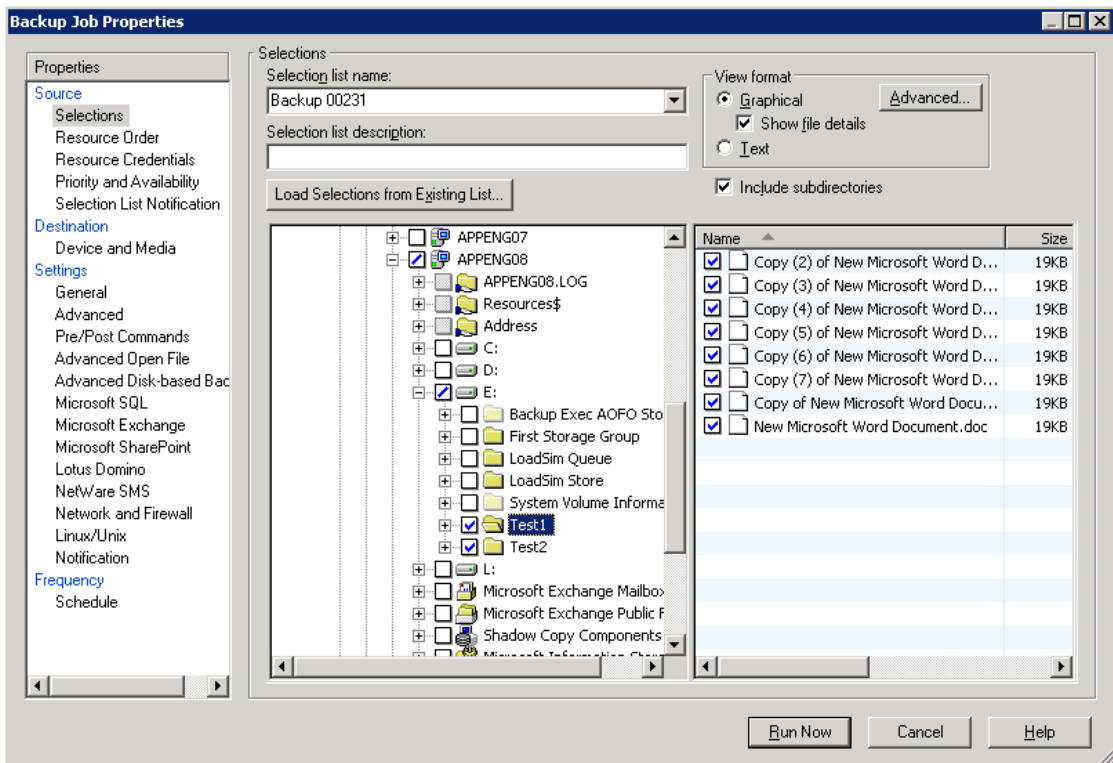 Backup Job Properties
Properties
Source
Selections
Resource Order
Resource Credentials
Priority and Availability
Selection List Notification
Destination
Device and Media
Settings
General
Advanced
Pre/Post Commands
Advanced Open File
Advanced Disk-based Bac
Microsoft SQL
Microsoft Exchange
Microsoft SharePoint
Lotus Domino
NetWare SMS
Network and Firewall
Linux/Unix
Notification
Frequency
Schedule
Selections
Selection list name:
Backup 00231
Selection list description:
Load Selections from Existing List...
View format
Graphical
Advanced...
Show file details
Text
Include subdirectories
APPENG07
APPENG08
APPENG08.LOG
Resources$
Address
C:
D:
E:
Backup Exec AOFO Sto
First Storage Group
LoadSim Queue
LoadSim Store
System Volume Informa
Test1
Test2
L:
Microsoft Exchange Mailbox
Microsoft Exchange Public F
Shadow Copy Components
Microsoft Information Stor
Name Size
Copy (2) of New Microsoft Word D... 19KB
Copy (3) of New Microsoft Word D... 19KB
Copy (4) of New Microsoft Word D... 19KB
Copy (5) of New Microsoft Word D... 19KB
Copy (6) of New Microsoft Word D... 19KB
Copy (7) of New Microsoft Word D... 19KB
Copy of New Microsoft Word Docu... 19KB
New Microsoft Word Document.doc 19KB
Run Now
Cancel
Help